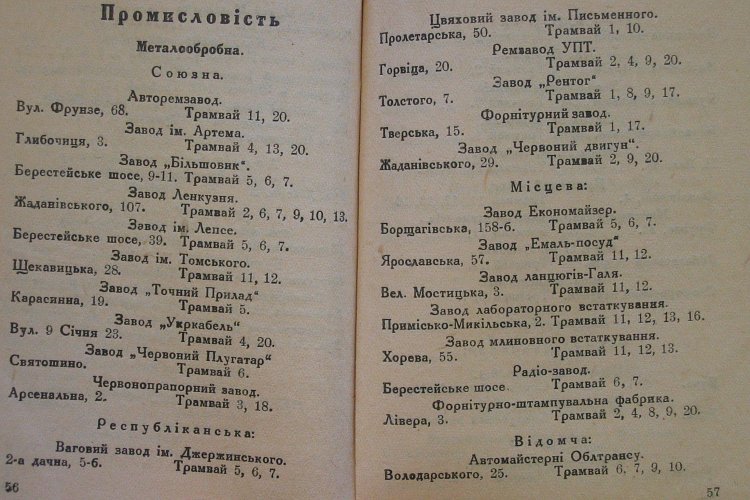 Промисловість
Металообробна.
Союзна.
Авторемзавод.
Вул. Фрунзе, 68. Трамвай 11, 20.
Завод ім. Артема.
Глибочиця, 3. Трамвай 4, 13, 20.
Завод „Більшовик".
Берестейське шосе, 9-11. Трамвай 5, 6, 7.
Завод Ленкузня.
Жаданівського, 107. Трамвай 2, 6, 7, 9, 10, 13.
Завод ім. Лепсе.
Берестейське шосе, 39. Трамвай 5, 6, 7.
Завод ім. Томського.
Щекавицька, 28. Трамвай 11, 12.
Завод „Точний Прилад"
Карасинна, 19. Трамвай 5.
Завод „Укркабель"
Вул. 9 Січня 23. Трамвай 4, 20.
Завод „Червоний Плугатар"
Святошино. Трамвай 6.
Червонопрапорний завод.
Арсенальна, 2. Трамвай 3, 18.
Республіканська:
Ваговий завод ім. Джержинського.
2-а дачна, 5-б. Трамвай 5, 6, 7.
56
Цвяховий завод ім. Письменного.
Пролетарська, 50. Трамвай 1, 10.
Ремзавод УПТ.
Горвіца, 20. Трамвай 2, 4, 9, 20.
Завод „Рентог"
Толстого, 7. Трамвай 1, 8, 9, 17.
Форнітурний завод.
Тверська, 15. Трамвай 1, 17.
Завод „Червоний двигун".
Жаданівського, 29. Трамвай 2, 9, 20.
Місцева:
Завод Економайзер.
Борщагівська, 158-б. Трамвай 5, 6, 7.
Завод „Емаль-посуд"
Ярославська, 57. Трамвай 11, 12.
Завод ланцюгів-Галя.
Вел. Мостицька, 3. Трамвай 11, 12.
Завод лабораторного встаткування.
Примісько-Микільська, 2. Трамвай 11, 12, 13, 16.
Завод млинового встаткування.
Хорева, 55. Трамвай 11, 12, 13.
Радіо-завод.
Берестейське шосе Трамвай 6, 7.
Форнітурно-штампувальна фабрика.
Лівера, 3. Трамвай 2, 4, 8, 9, 20.
Відомча:
Автомайстерні Облтрансу.
Володарського, 25. Трамвай 6, 7, 9, 10.
57